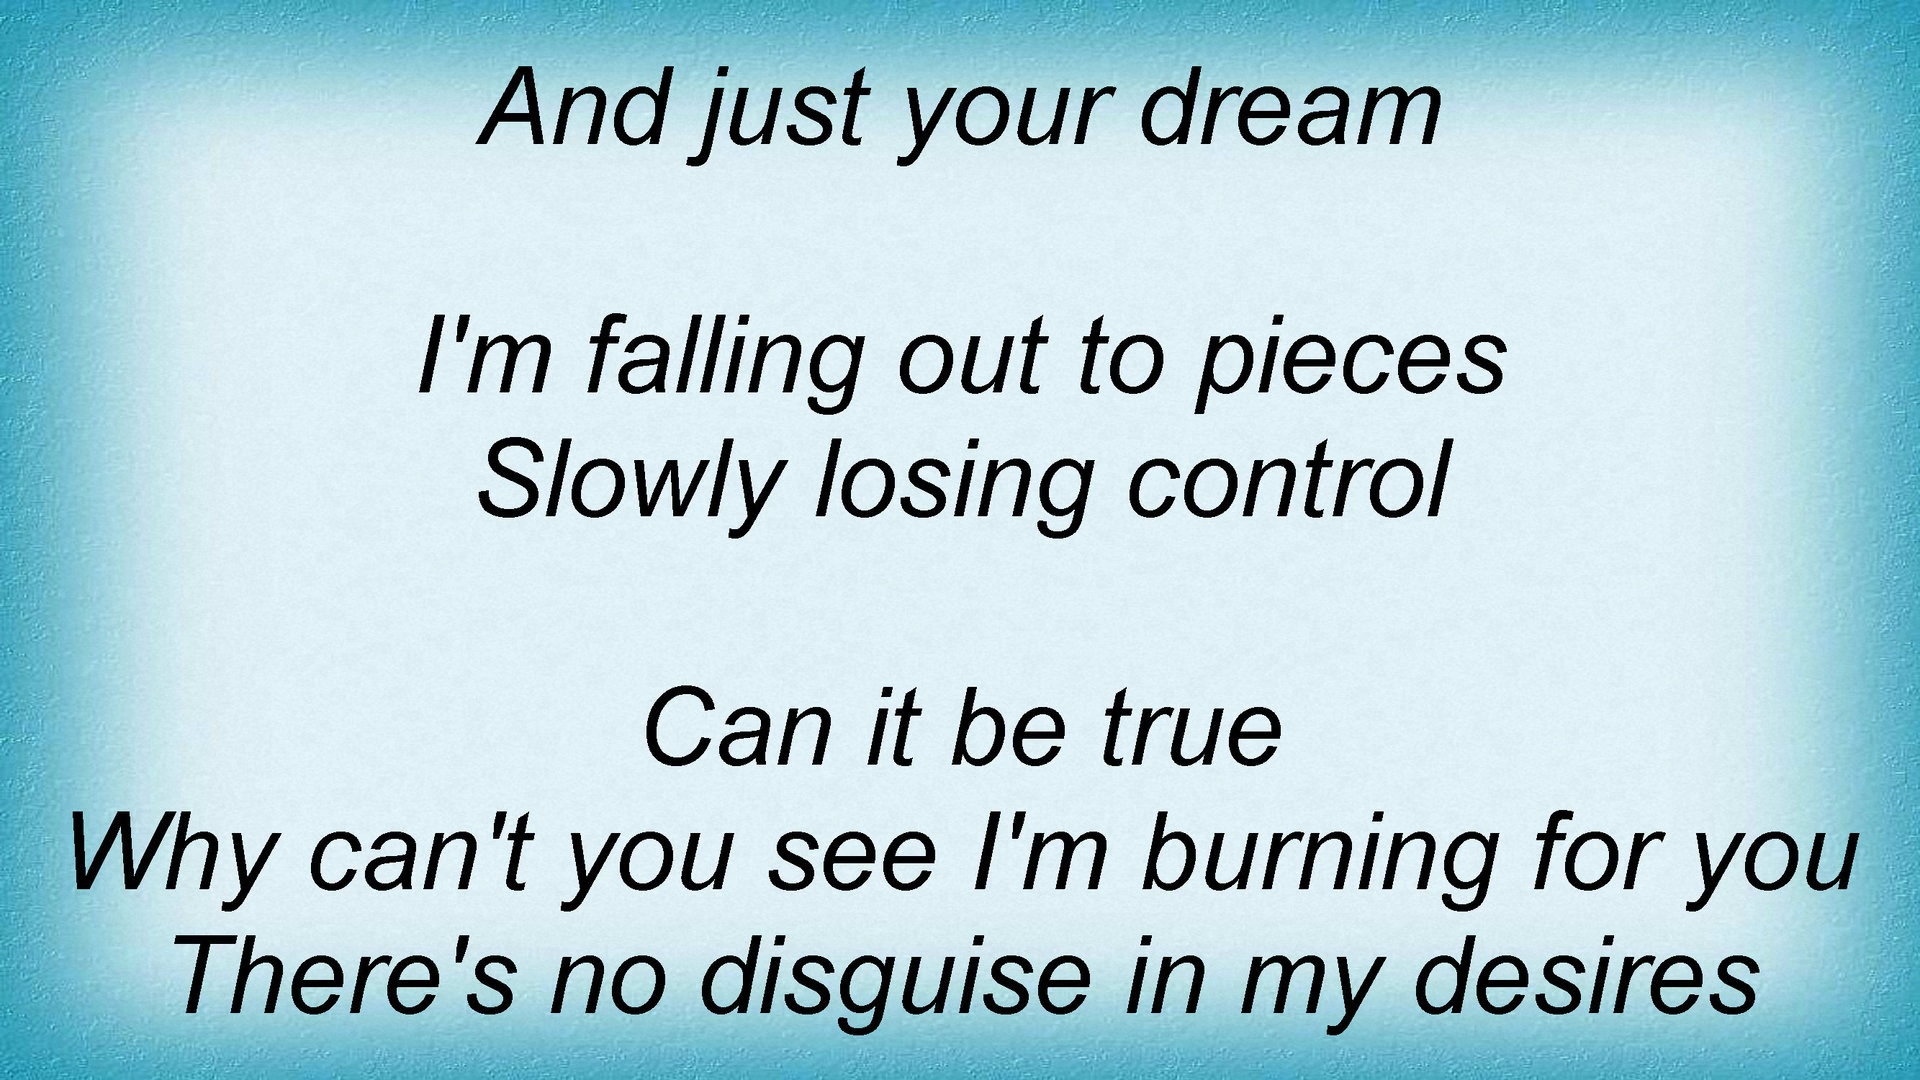 And just your dream
I'm falling out to pieces
Slowly losing control
Can it be true
Why can't you see I'm burning for you
There's no disguise in my desires